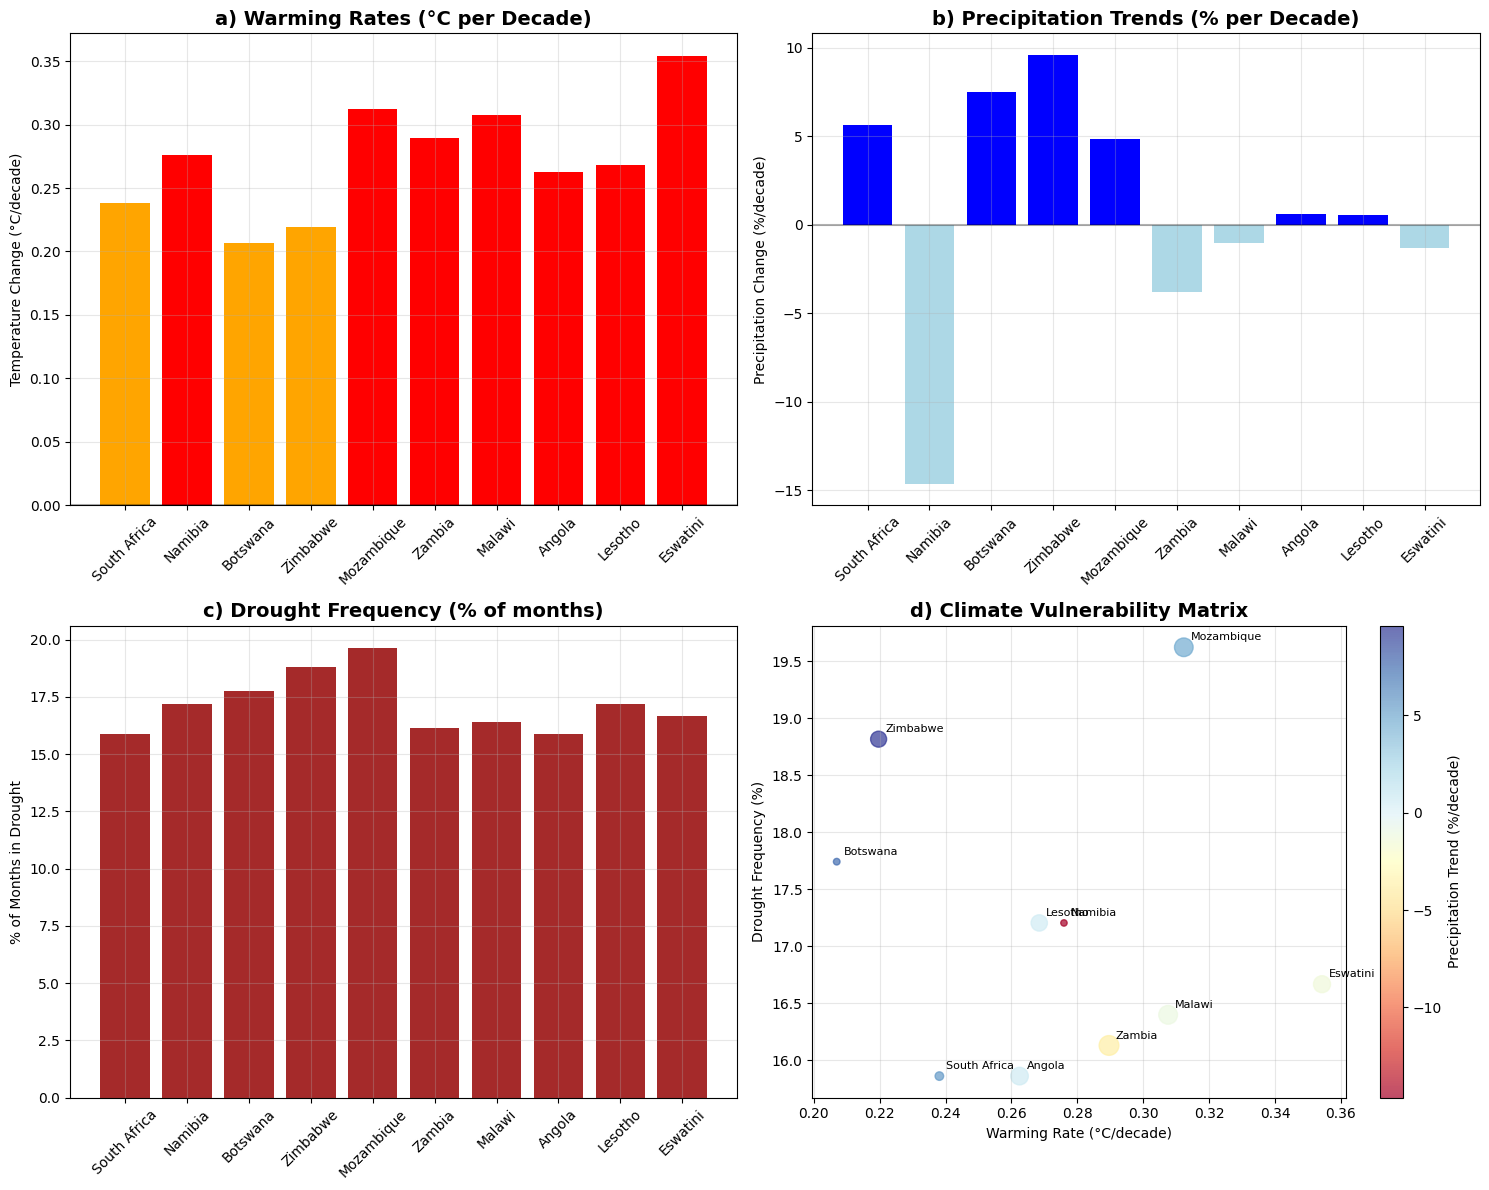 a) Warming Rates (°C per Decade)
Temperature Change (°C/decade)
0.35
0.30
0.25
0.20
0.15
0.10
0.05
0.00
South Africa
Namibia
Botswana
Zimbabwe
Mozambique
Zambia
Malawi
Angola
Lesotho
Eswatini
b) Precipitation Trends (% per Decade)
Precipitation Change (%/decade)
10
5
0
−5
−10
−15
South Africa
Namibia
Botswana
Zimbabwe
Mozambique
Zambia
Malawi
Angola
Lesotho
Eswatini
c) Drought Frequency (% of months)
% of Months in Drought
20.0
17.5
15.0
12.5
10.0
7.5
5.0
2.5
0.0
South Africa
Namibia
Botswana
Zimbabwe
Mozambique
Zambia
Malawi
Angola
Lesotho
Eswatini
d) Climate Vulnerability Matrix
Drought Frequency (%)
19.5
19.0
18.5
18.0
17.5
17.0
16.5
16.0
Mozambique
Zimbabwe
Botswana
Lesotho
Namibia
Eswatini
Malawi
Zambia
South Africa
Angola
0.20
0.22
0.24
0.26
0.28
0.30
0.32
0.34
0.36
Warming Rate (°C/decade)
5
0
−5
−10
Precipitation Trend (%/decade)